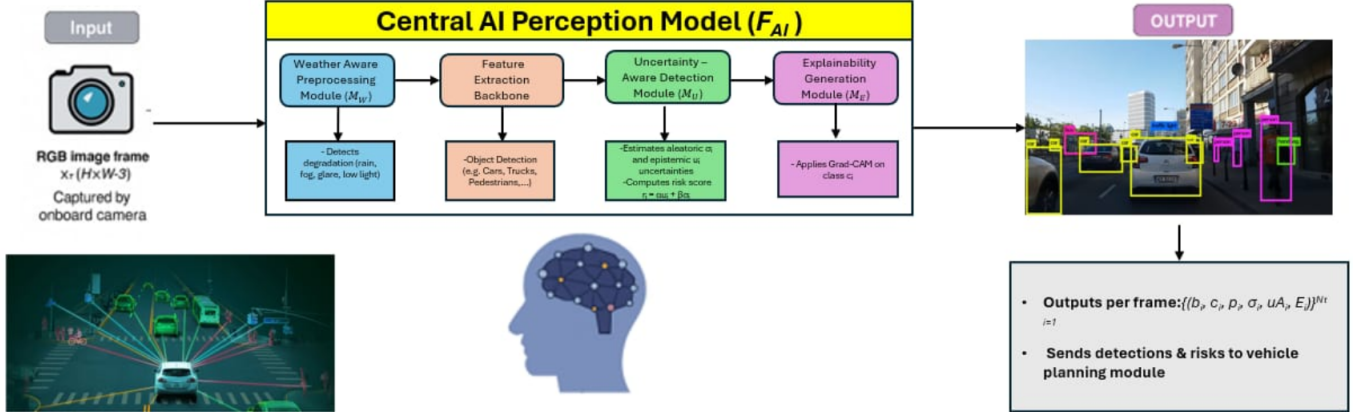 Input
RGB image frame
xₜ (H×W-3)
Captured by
onboard camera
Central AI Perception Model (F_AI)
Weather Aware
Preprocessing
Module (M_W)
Feature
Extraction
Backbone
Uncertainty –
Aware Detection
Module (M_U)
Explainability
Generation
Module (M_E)
- Detects
degradation (rain,
fog, glare, low light)
-Object Detection
(e.g. Cars, Trucks,
Pedestrians,...)
-Estimates aleatoric σᵢ
and epistemic uᵢ
uncertainties
-Computes risk score
rᵢ = αuᵢ + βσᵢ
- Applies Grad-CAM on
class cᵢ
OUTPUT
• Outputs per frame:{(bᵢ, cᵢ, pᵢ, σᵢ, uAᵢ, Eᵢ)}ᴺᵗ
i=1
• Sends detections & risks to vehicle
planning module